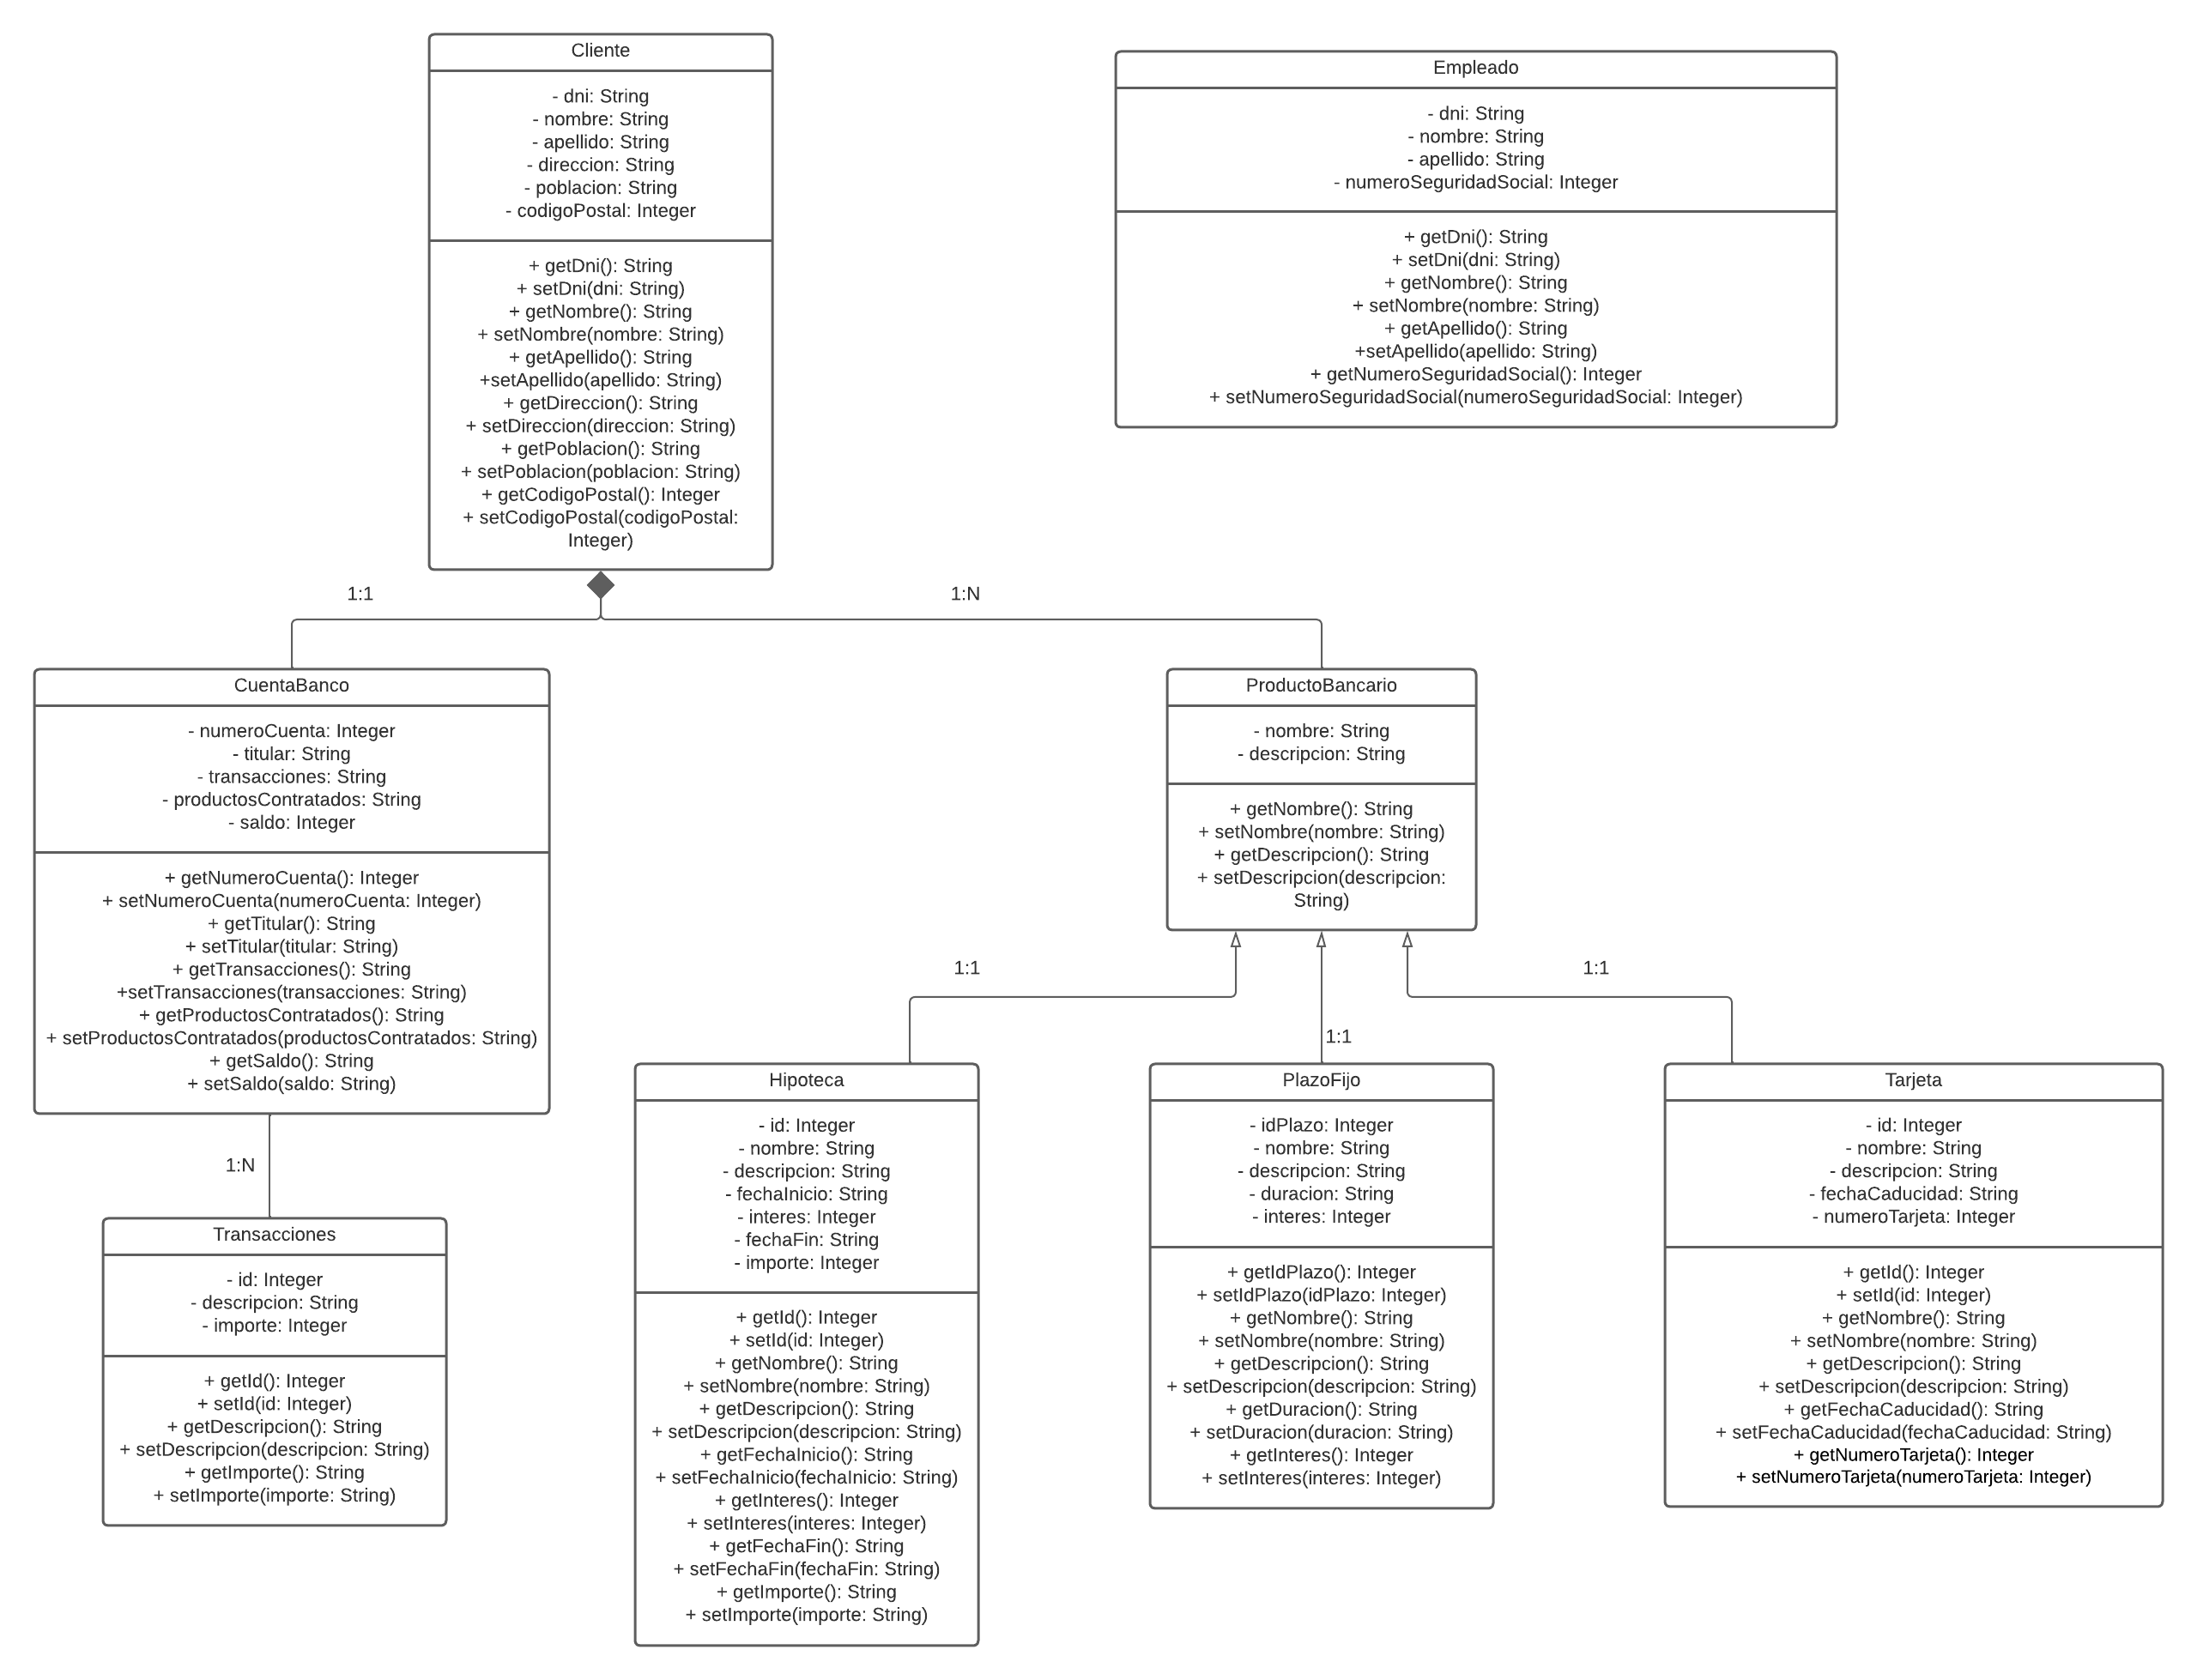 Cliente
- dni: String
- nombre: String
- apellido: String
- direccion: String
- poblacion: String
- codigoPostal: Integer
+ getDni(): String
+ setDni(dni: String)
+ getNombre(): String
+ setNombre(nombre: String)
+ getApellido(): String
+setApellido(apellido: String)
+ getDireccion(): String
+ setDireccion(direccion: String)
+ getPoblacion(): String
+ setPoblacion(poblacion: String)
+ getCodigoPostal(): Integer
+ setCodigoPostal(codigoPostal:
Integer)
Empleado
- dni: String
- nombre: String
- apellido: String
- numeroSeguridadSocial: Integer
+ getDni(): String
+ setDni(dni: String)
+ getNombre(): String
+ setNombre(nombre: String)
+ getApellido(): String
+setApellido(apellido: String)
+ getNumeroSeguridadSocial(): Integer
+ setNumeroSeguridadSocial(numeroSeguridadSocial: Integer)
1:1
1:N
CuentaBanco
- numeroCuenta: Integer
- titular: String
- transacciones: String
- productosContratados: String
- saldo: Integer
+ getNumeroCuenta(): Integer
+ setNumeroCuenta(numeroCuenta: Integer)
+ getTitular(): String
+ setTitular(titular: String)
+ getTransacciones(): String
+setTransacciones(transacciones: String)
+ getProductosContratados(): String
+ setProductosContratados(productosContratados: String)
+ getSaldo(): String
+ setSaldo(saldo: String)
ProductoBancario
- nombre: String
- descripcion: String
+ getNombre(): String
+ setNombre(nombre: String)
+ getDescripcion(): String
+ setDescripcion(descripcion:
String)
1:1
1:1
1:1
1:N
Transacciones
- id: Integer
- descripcion: String
- importe: Integer
+ getId(): Integer
+ setId(id: Integer)
+ getDescripcion(): String
+ setDescripcion(descripcion: String)
+ getImporte(): String
+ setImporte(importe: String)
Hipoteca
- id: Integer
- nombre: String
- descripcion: String
- fechaInicio: String
- interes: Integer
- fechaFin: String
- importe: Integer
+ getId(): Integer
+ setId(id: Integer)
+ getNombre(): String
+ setNombre(nombre: String)
+ getDescripcion(): String
+ setDescripcion(descripcion: String)
+ getFechaInicio(): String
+ setFechaInicio(fechaInicio: String)
+ getInteres(): Integer
+ setInteres(interes: Integer)
+ getFechaFin(): String
+ setFechaFin(fechaFin: String)
+ getImporte(): String
+ setImporte(importe: String)
PlazoFijo
- idPlazo: Integer
- nombre: String
- descripcion: String
- duracion: String
- interes: Integer
+ getIdPlazo(): Integer
+ setIdPlazo(idPlazo: Integer)
+ getNombre(): String
+ setNombre(nombre: String)
+ getDescripcion(): String
+ setDescripcion(descripcion: String)
+ getDuracion(): String
+ setDuracion(duracion: String)
+ getInteres(): Integer
+ setInteres(interes: Integer)
Tarjeta
- id: Integer
- nombre: String
- descripcion: String
- fechaCaducidad: String
- numeroTarjeta: Integer
+ getId(): Integer
+ setId(id: Integer)
+ getNombre(): String
+ setNombre(nombre: String)
+ getDescripcion(): String
+ setDescripcion(descripcion: String)
+ getFechaCaducidad(): String
+ setFechaCaducidad(fechaCaducidad: String)
+ getNumeroTarjeta(): Integer
+ setNumeroTarjeta(numeroTarjeta: Integer)